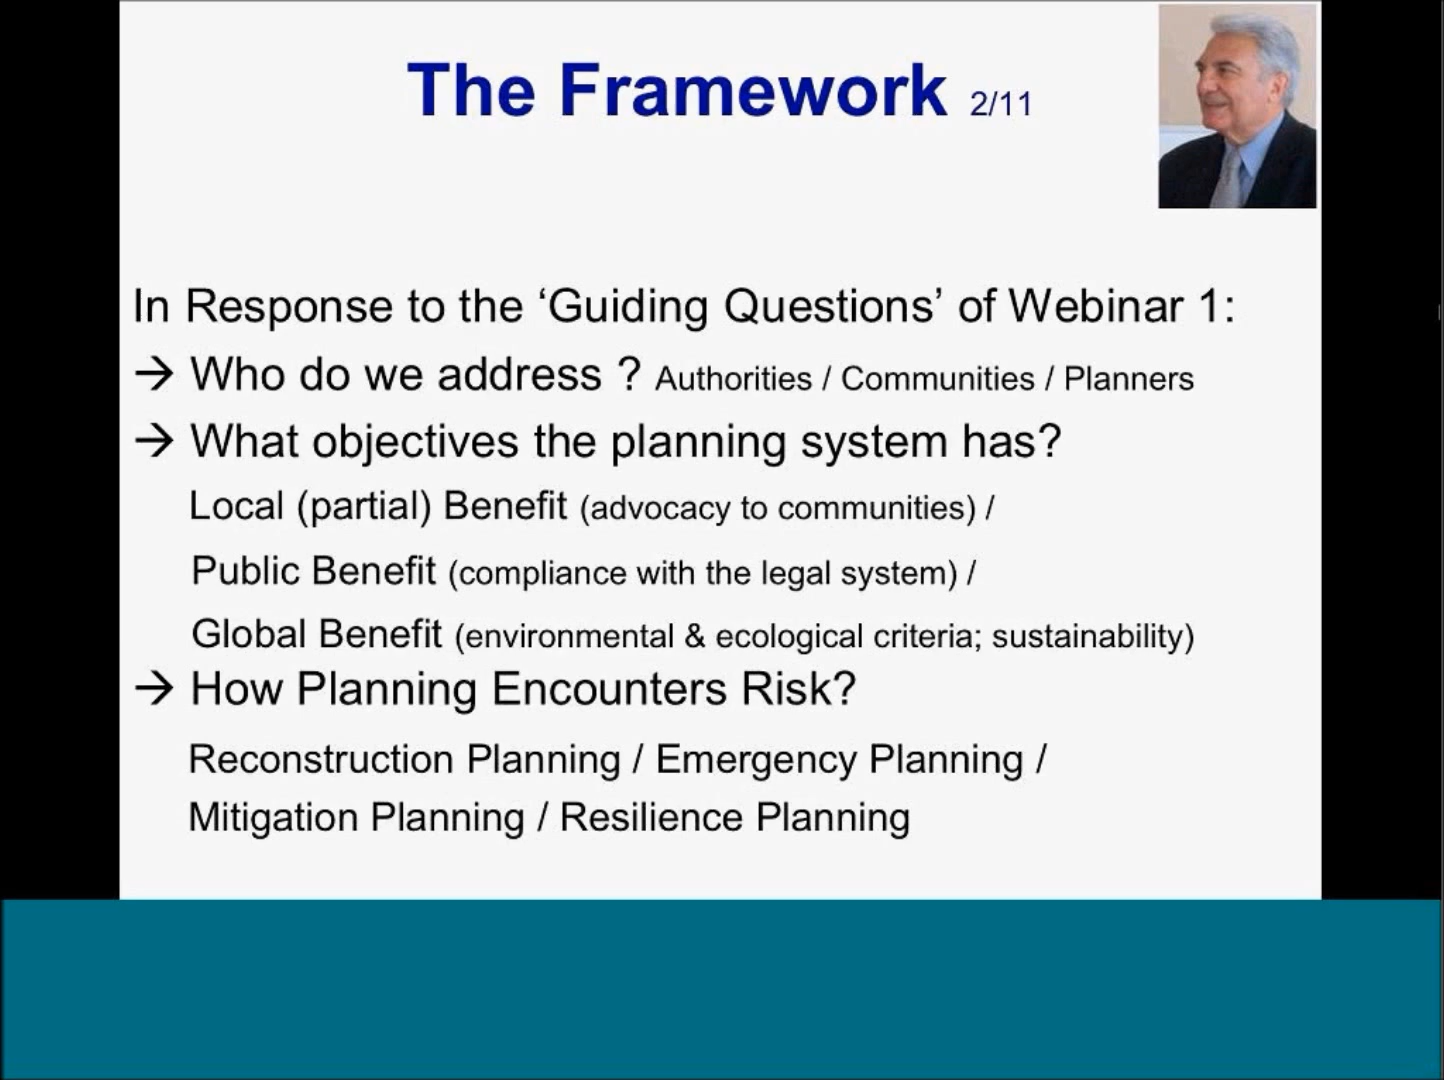 The Framework 2/11
In Response to the ‘Guiding Questions’ of Webinar 1:
→ Who do we address ? Authorities / Communities / Planners
→ What objectives the planning system has?
Local (partial) Benefit (advocacy to communities) /
Public Benefit (compliance with the legal system) /
Global Benefit (environmental & ecological criteria; sustainability)
→ How Planning Encounters Risk?
Reconstruction Planning / Emergency Planning /
Mitigation Planning / Resilience Planning